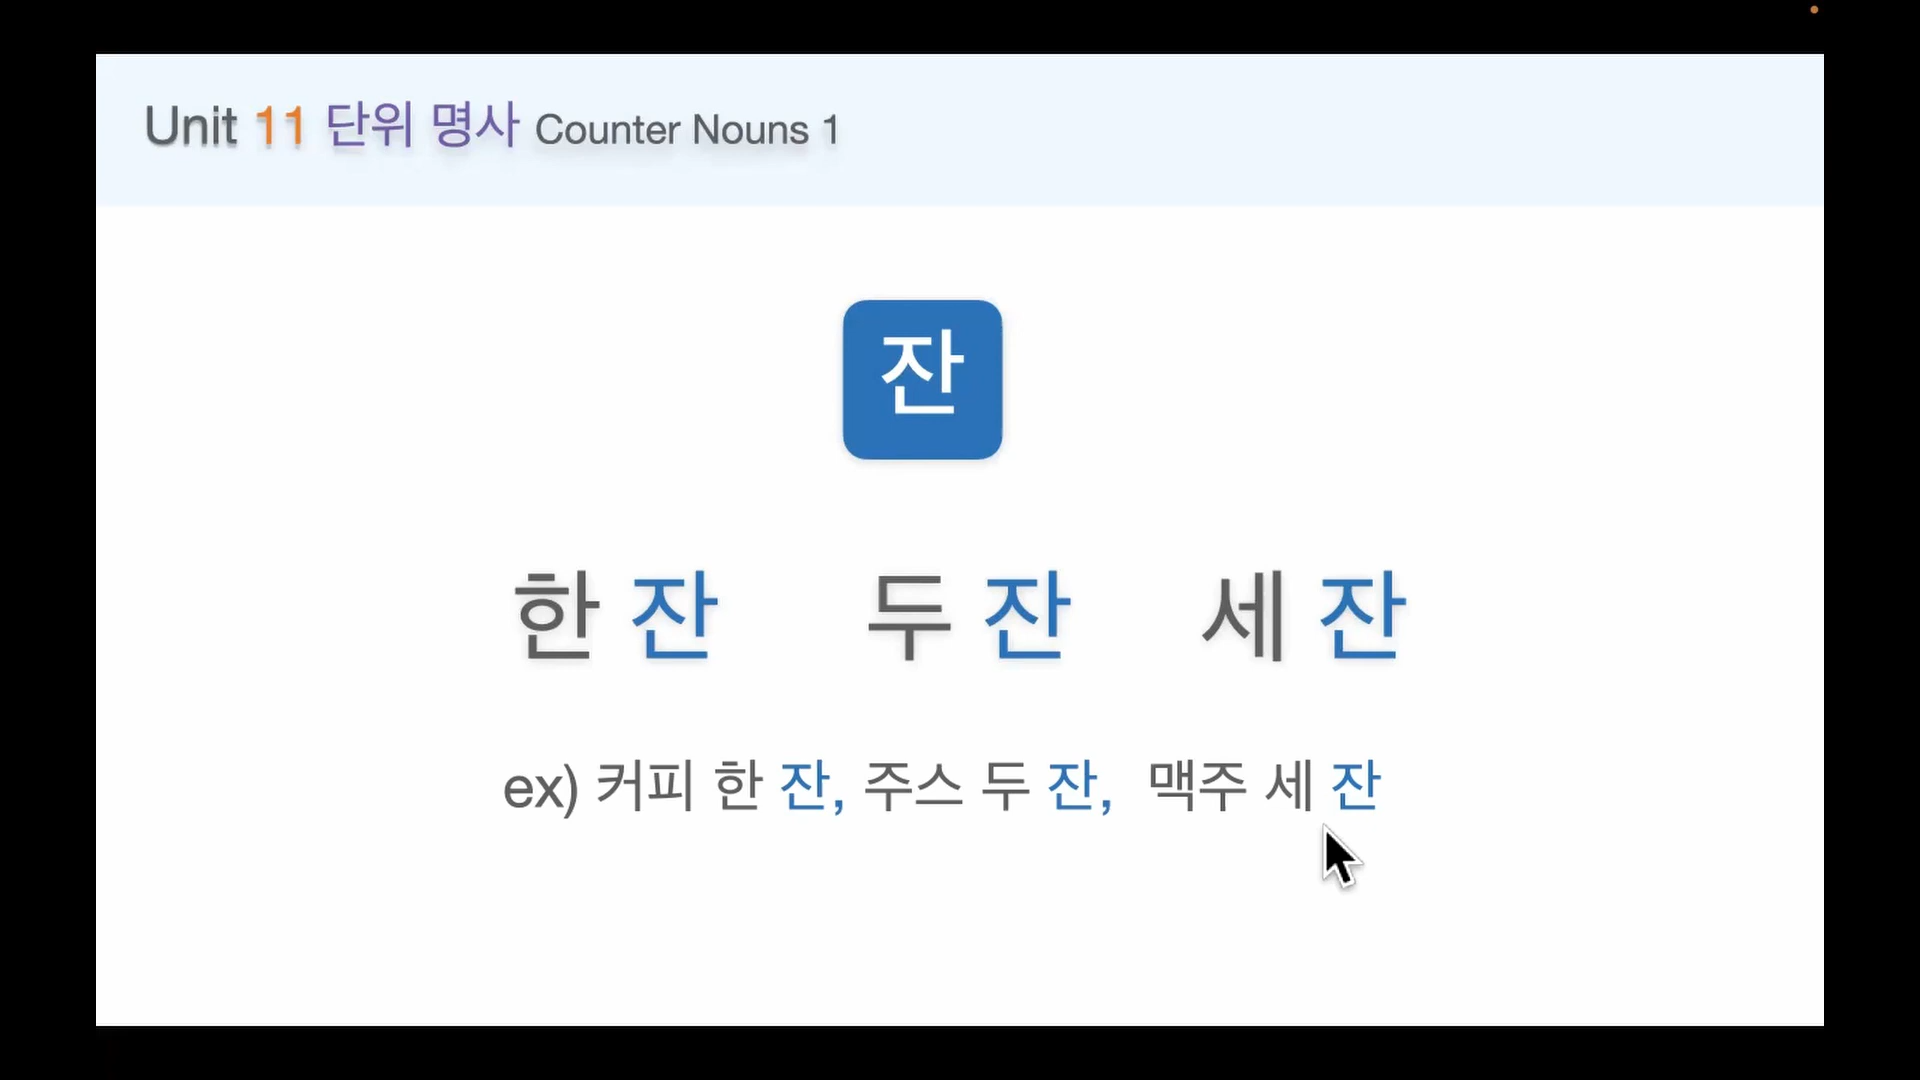 Unit 11 단위 명사 Counter Nouns 1
잔
한 잔 두 잔 세 잔
ex) 커피 한 잔, 주스 두 잔, 맥주 세 잔